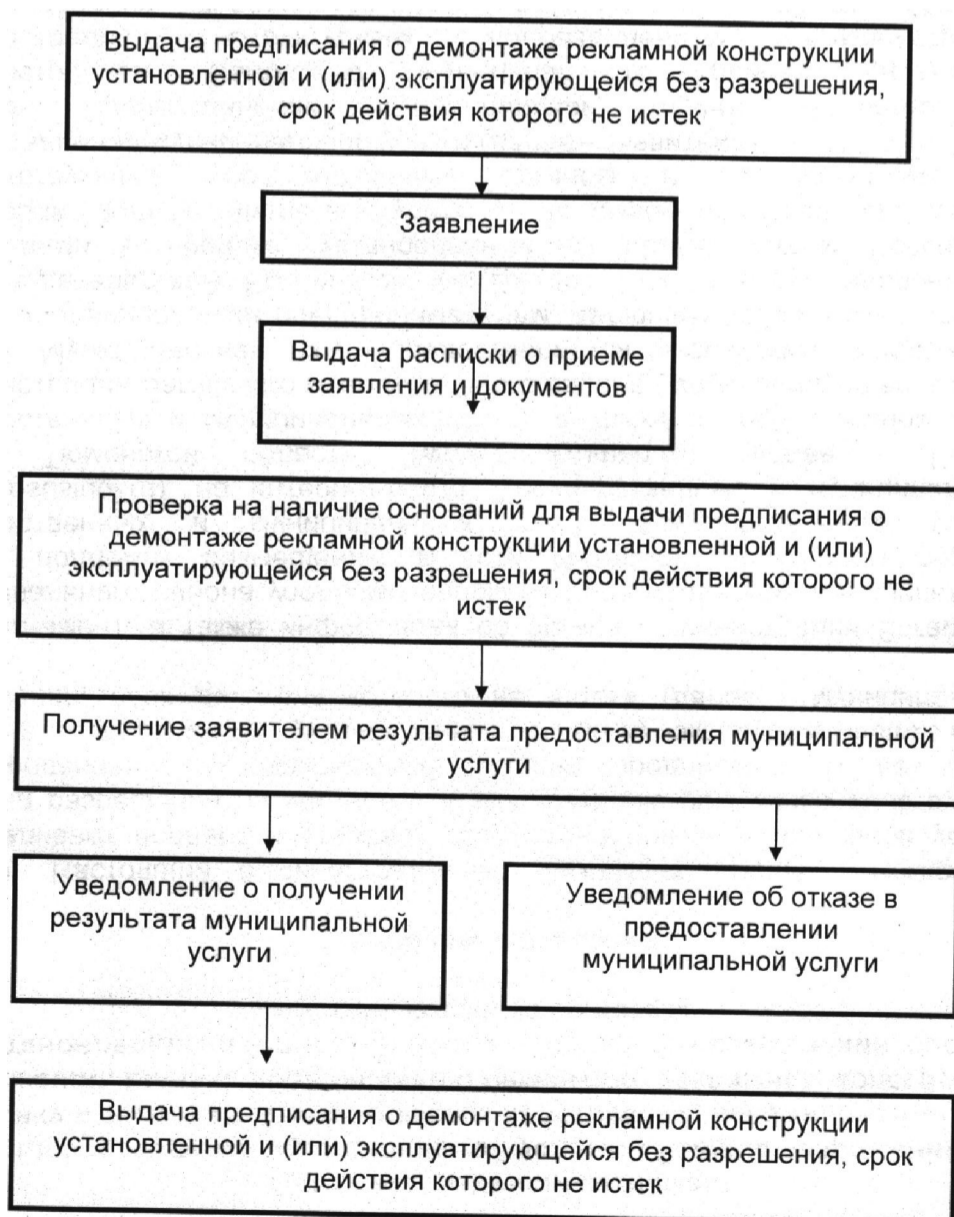 Выдача предписания о демонтаже рекламной конструкции
установленной и (или) эксплуатирующейся без разрешения,
срок действия которого не истек
Заявление
Выдача расписки о приеме
заявления и документов
Проверка на наличие оснований для выдачи предписания о
демонтаже рекламной конструкции установленной и (или)
эксплуатирующейся без разрешения, срок действия которого не
истек
Получение заявителем результата предоставления муниципальной
услуги
Уведомление о получении
результата муниципальной
услуги
Уведомление об отказе в
предоставлении
муниципальной услуги
Выдача предписания о демонтаже рекламной конструкции
установленной и (или) эксплуатирующейся без разрешения, срок
действия которого не истек